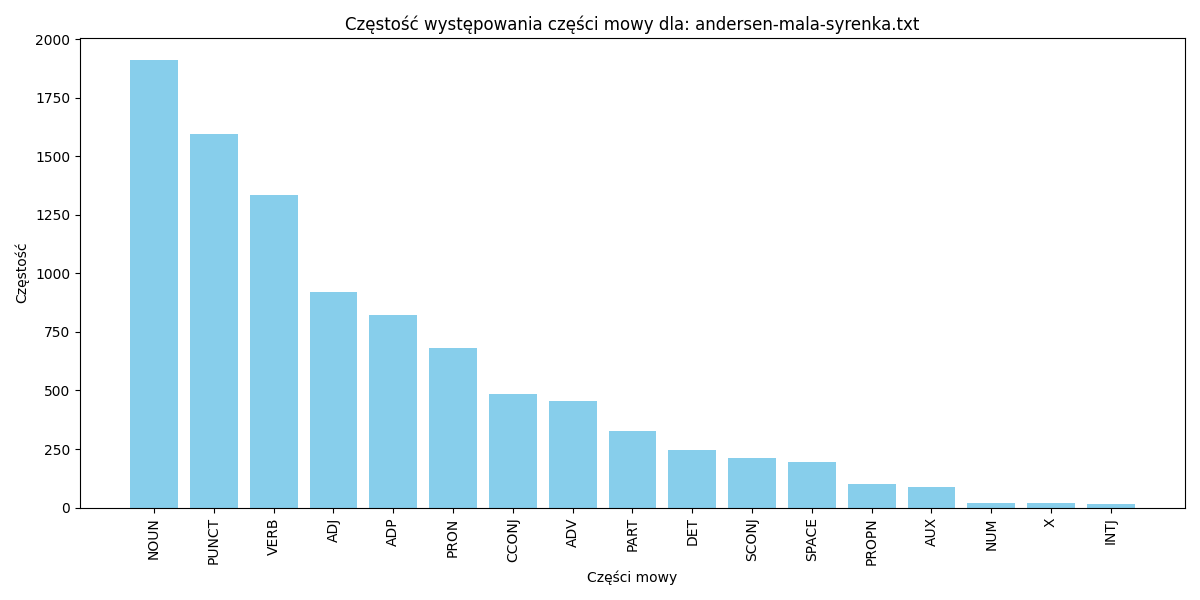 Częstość występowania części mowy dla: andersen-mala-syrenka.txt
2000
1750
1500
1250
1000
750
500
250
0
Częstość
NOUN
PUNCT
VERB
ADJ
ADP
PRON
CCONJ
ADV
PART
DET
SCONJ
SPACE
PROPN
AUX
NUM
X
INTJ
Części mowy